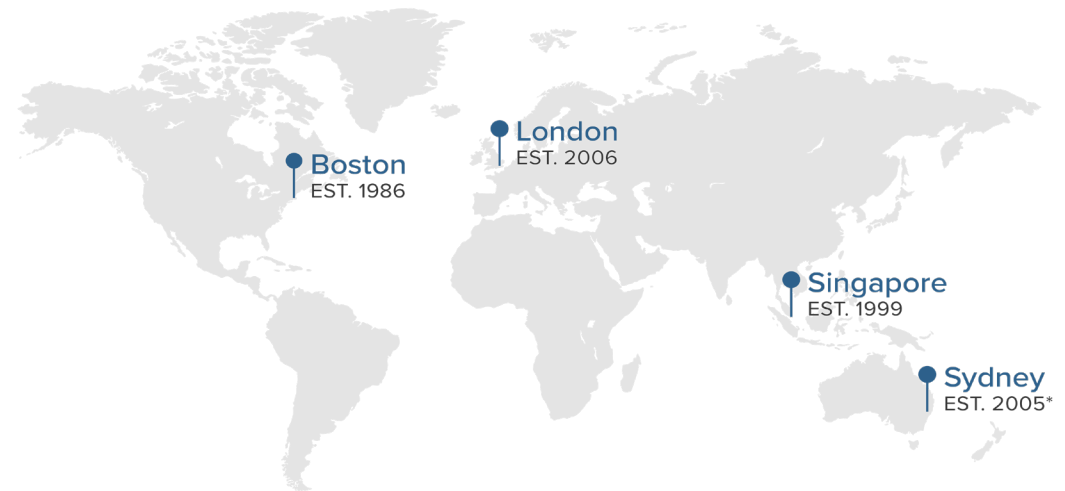 London
EST. 2006
Boston
EST. 1986
Singapore
EST. 1999
Sydney
EST. 2005*